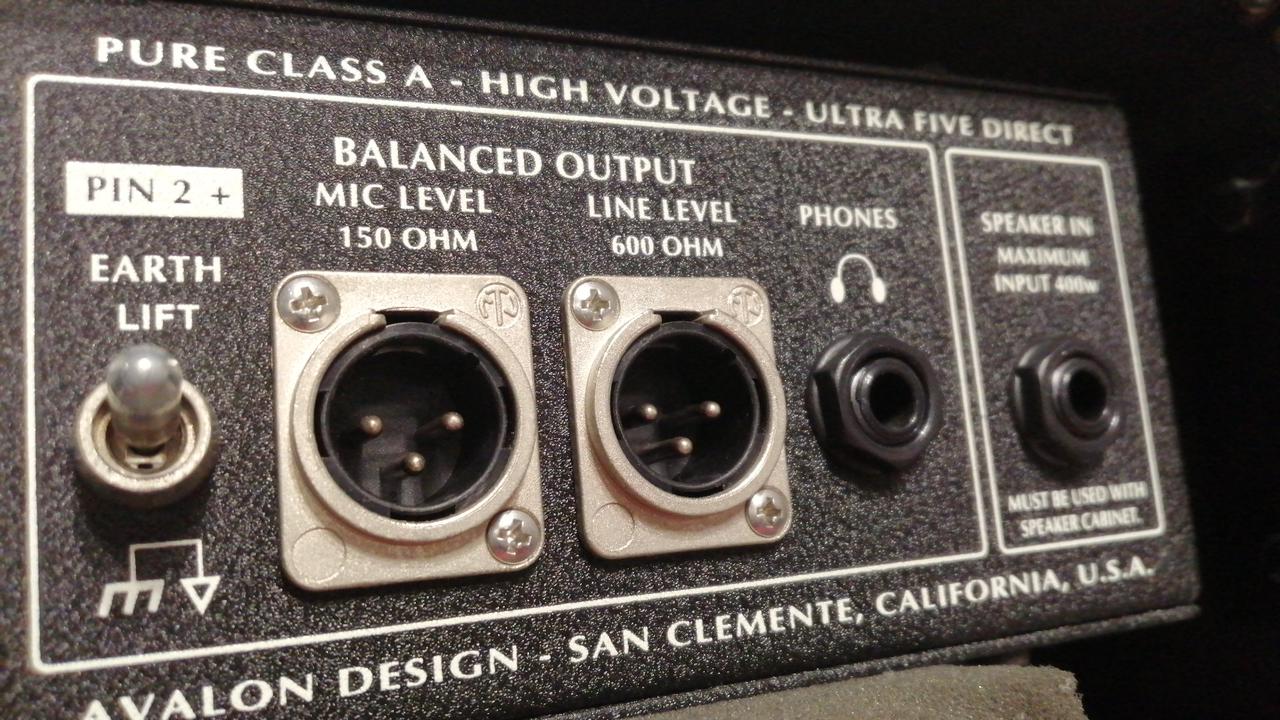 PURE CLASS A - HIGH VOLTAGE - ULTRA FIVE DIRECT
PIN 2 +
EARTH
LIFT
BALANCED OUTPUT
MIC LEVEL
150 OHM
LINE LEVEL
600 OHM
PHONES
SPEAKER IN
MAXIMUM
INPUT 400w
MUST BE USED WITH
SPEAKER CABINET.
AVALON DESIGN - SAN CLEMENTE, CALIFORNIA, U.S.A.